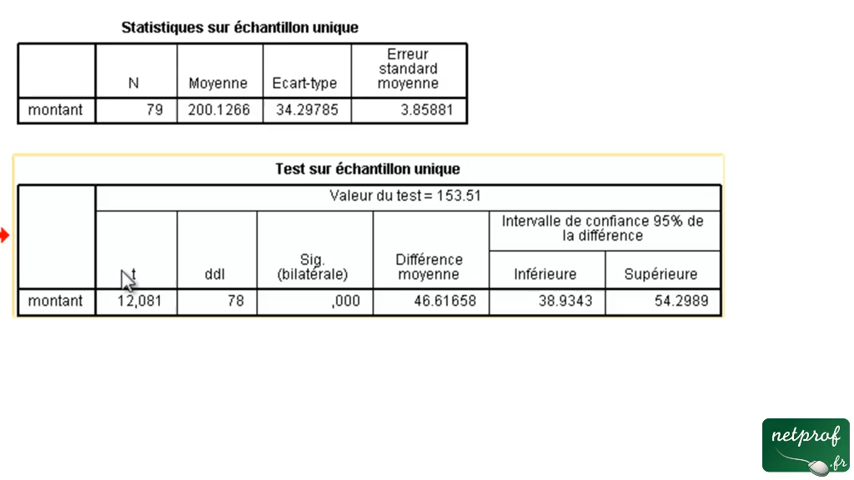 Statistiques sur échantillon unique
N Moyenne Ecart-type Erreur standard moyenne
montant 79 200.1266 34.29785 3.85881
Test sur échantillon unique
Valeur du test = 153.51
t ddl Sig. (bilatérale) Différence moyenne Intervalle de confiance 95% de la différence
Inférieure Supérieure
montant 12,081 78 ,000 46.61658 38.9343 54.2989
netprof
.fr